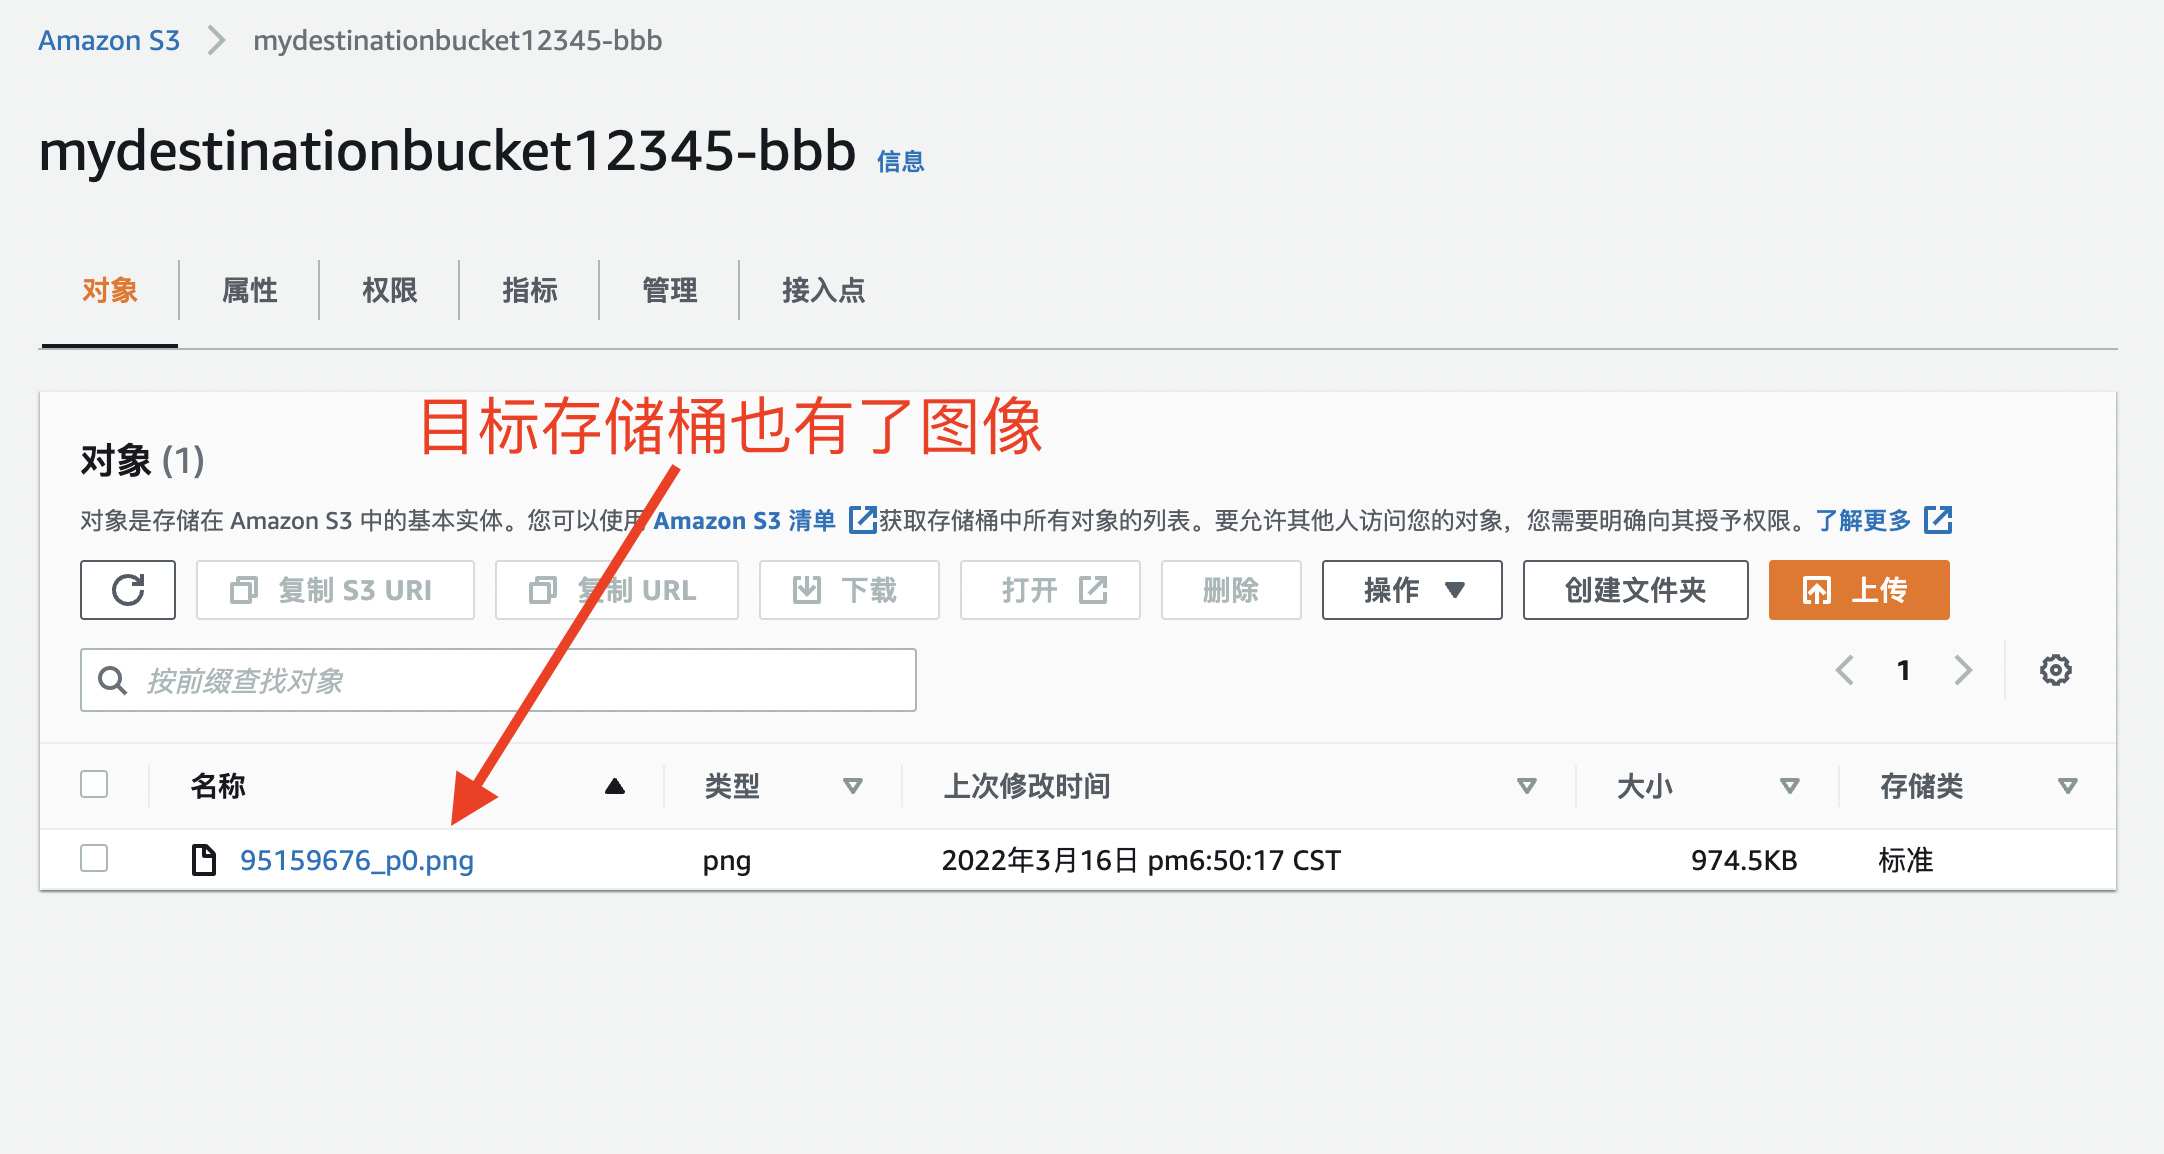 Amazon S3 > mydestinationbucket12345-bbb
mydestinationbucket12345-bbb 信息
对象 属性 权限 指标 管理 接入点
目标存储桶也有了图像
对象 (1)
对象是存储在 Amazon S3 中的基本实体。您可以使用 Amazon S3 清单 获取存储桶中所有对象的列表。要允许其他人访问您的对象，您需要明确向其授予权限。了解更多
复制 S3 URI 复制 URL 下载 打开 删除 操作 创建文件夹 上传
按前缀查找对象 1
名称 类型 上次修改时间 大小 存储类
95159676_p0.png png 2022年3月16日 pm6:50:17 CST 974.5KB 标准